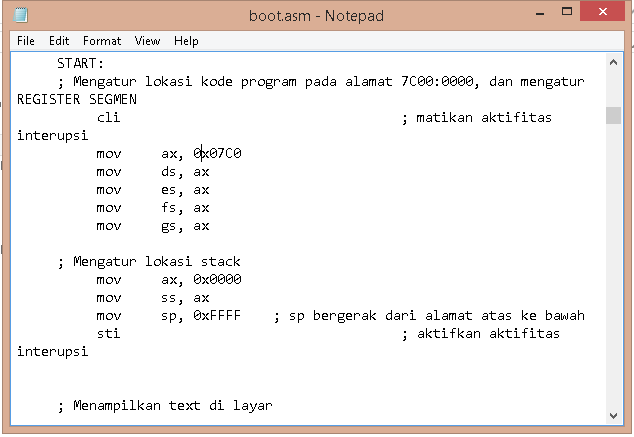 boot.asm - Notepad
File Edit Format View Help
START:
; Mengatur lokasi kode program pada alamat 7C00:0000, dan mengatur
REGISTER SEGMEN
cli ; matikan aktifitas
interupsi
mov ax, 0x07C0
mov ds, ax
mov es, ax
mov fs, ax
mov gs, ax
; Mengatur lokasi stack
mov ax, 0x0000
mov ss, ax
mov sp, 0xFFFF ; sp bergerak dari alamat atas ke bawah
sti ; aktifkan aktifitas
interupsi
; Menampilkan text di layar